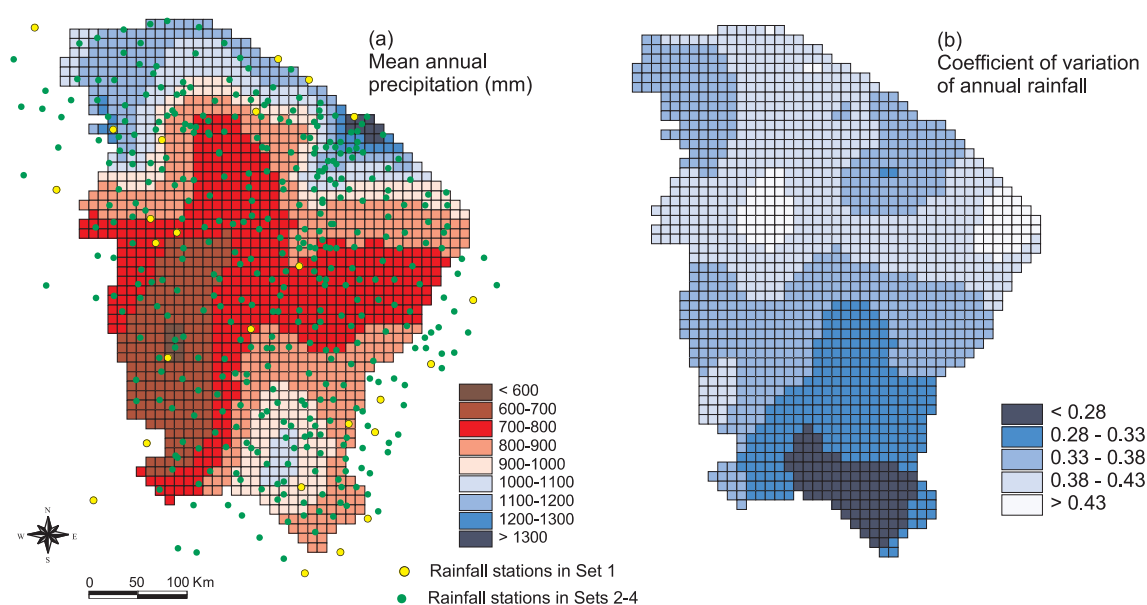 (a)
Mean annual
precipitation (mm)
(b)
Coefficient of variation
of annual rainfall
< 600
600-700
700-800
800-900
900-1000
1000-1100
1100-1200
1200-1300
> 1300
< 0.28
0.28 - 0.33
0.33 - 0.38
0.38 - 0.43
> 0.43
N
W E
S
0 50 100 Km
Rainfall stations in Set 1
Rainfall stations in Sets 2-4